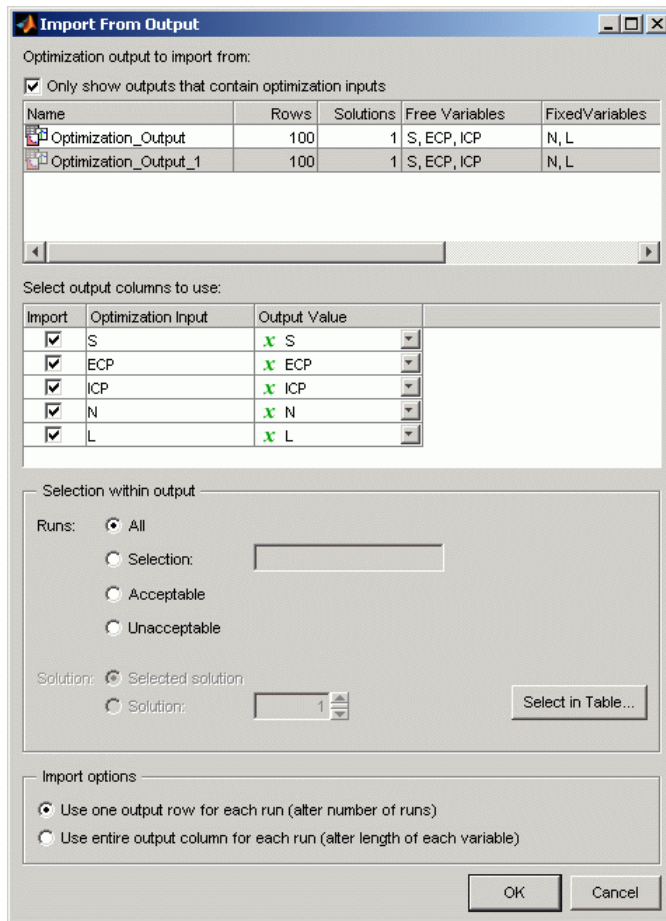 Import From Output
Optimization output to import from:
Only show outputs that contain optimization inputs
Name Rows Solutions Free Variables FixedVariables
Optimization_Output 100 1 S, ECP, ICP N, L
Optimization_Output_1 100 1 S, ECP, ICP N, L
Select output columns to use:
Import Optimization Input Output Value
S x S
ECP x ECP
ICP x ICP
N x N
L x L
Selection within output
Runs: All
Selection:
Acceptable
Unacceptable
Solution: Selected solution
Solution: 1 Select in Table...
Import options
Use one output row for each run (alter number of runs)
Use entire output column for each run (alter length of each variable)
OK Cancel